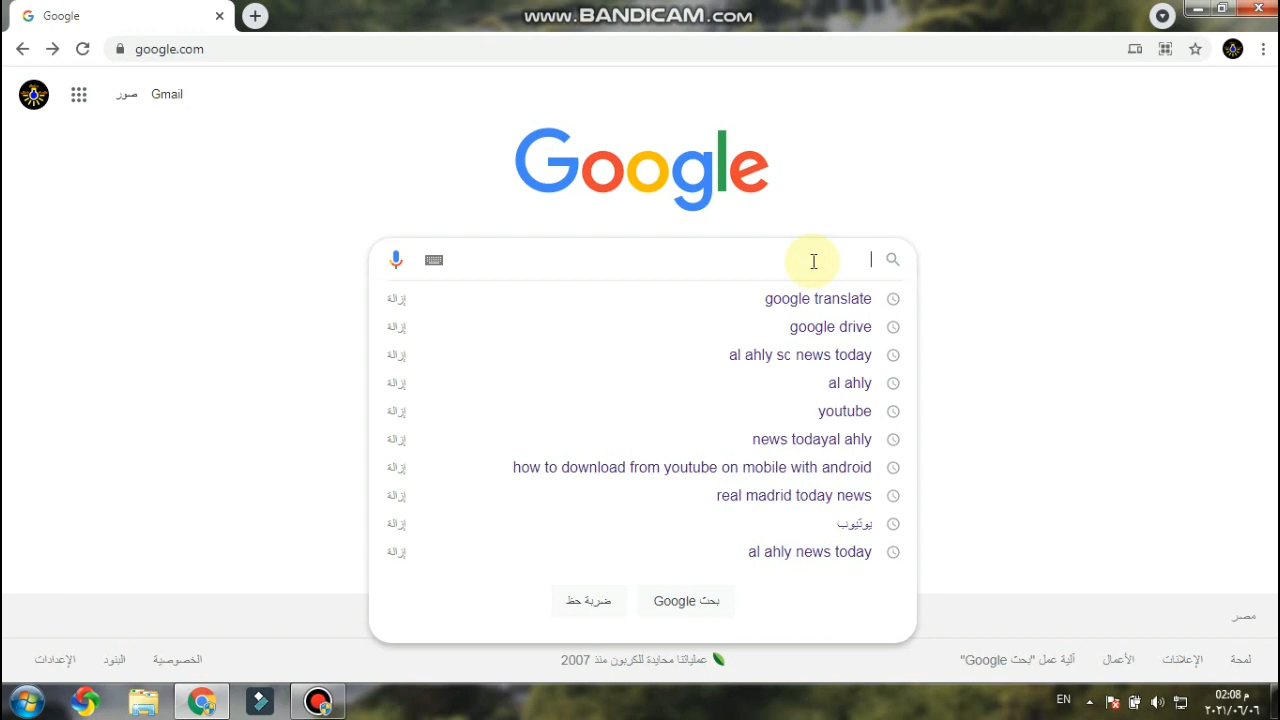 Google
www.BANDICAM.com
google.com
صور
Gmail
Google
google translate
إزالة
google drive
إزالة
al ahly sc news today
إزالة
al ahly
إزالة
youtube
إزالة
news todayal ahly
إزالة
how to download from youtube on mobile with android
إزالة
real madrid today news
إزالة
يوتيوب
إزالة
al ahly news today
إزالة
بحث Google
ضربة حظ
مصر
لمحة
الإعلانات
الأعمال
آلية عمل "بحث Google"
عملياتنا محايدة للكربون منذ 2007
الخصوصية
البنود
الإعدادات
EN
02:08 م
٢٠٢١/٠٦/٠٦